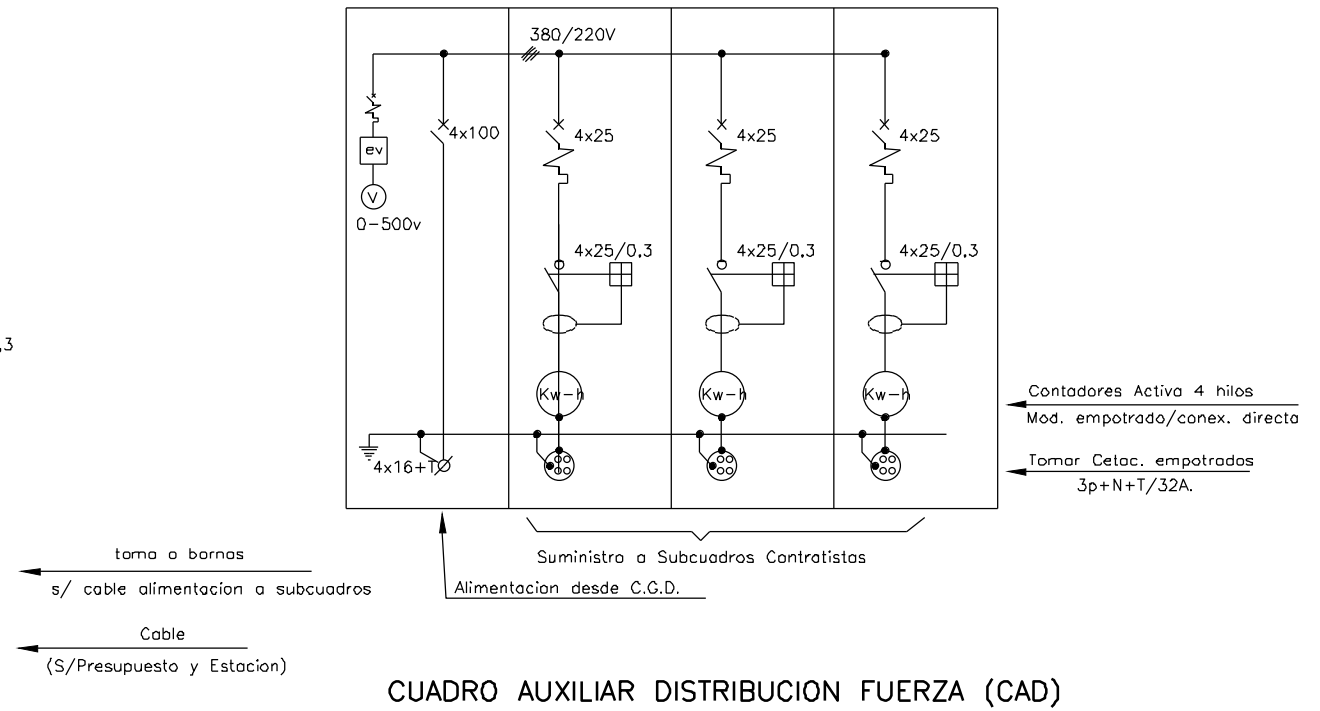 380/220V
4x100
4x25
4x25
4x25
ev
V
0-500v
4x25/0,3
4x25/0,3
4x25/0,3
,3
Kw-h
Kw-h
Kw-h
Contadores Activa 4 hilos
Mod. empotrado/conex. directa
4x16+T
Tomar Cetac. empotrados
3p+N+T/32A.
toma o bornas
s/ cable alimentacion a subcuadros
Suministro a Subcuadros Contratistas
Alimentacion desde C.G.D.
Cable
(S/Presupuesto y Estacion)
CUADRO AUXILIAR DISTRIBUCION FUERZA (CAD)